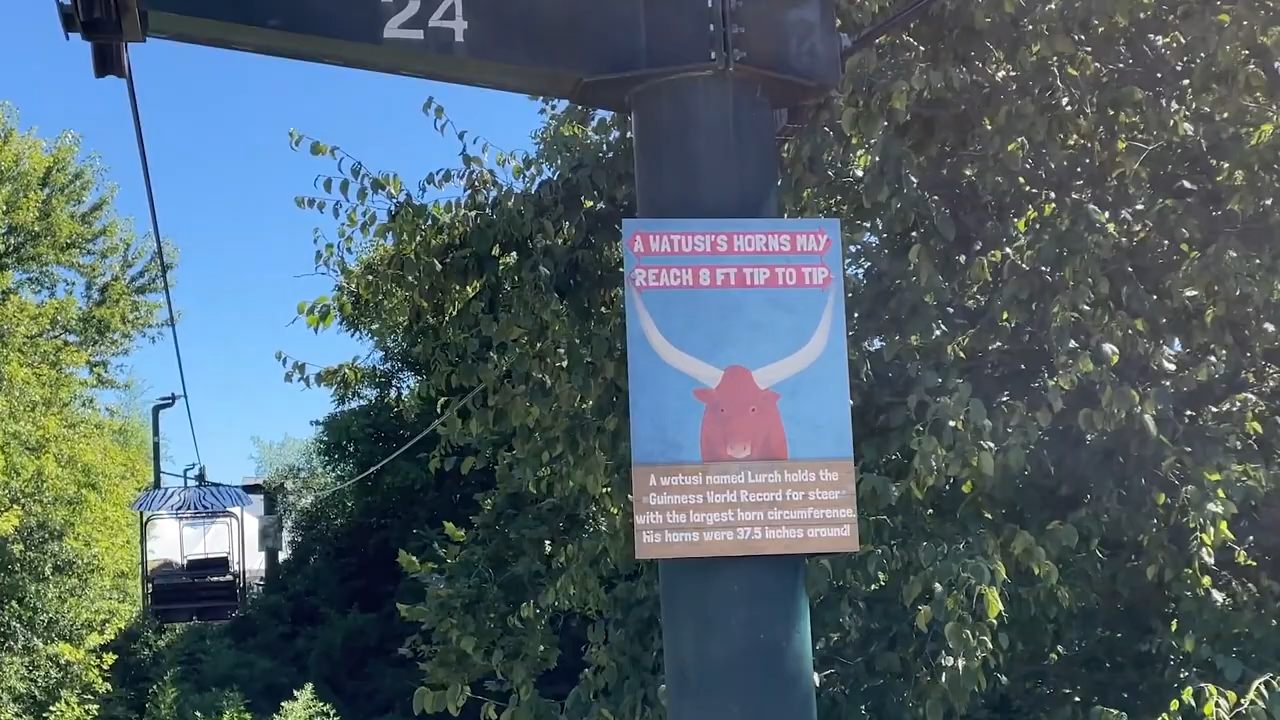 24
A WATUSI'S HORNS MAY
REACH 8 FT TIP TO TIP
A watusi named Lurch holds the
Guinness World Record for steer
with the largest horn circumference.
His horns were 37.5 inches around!